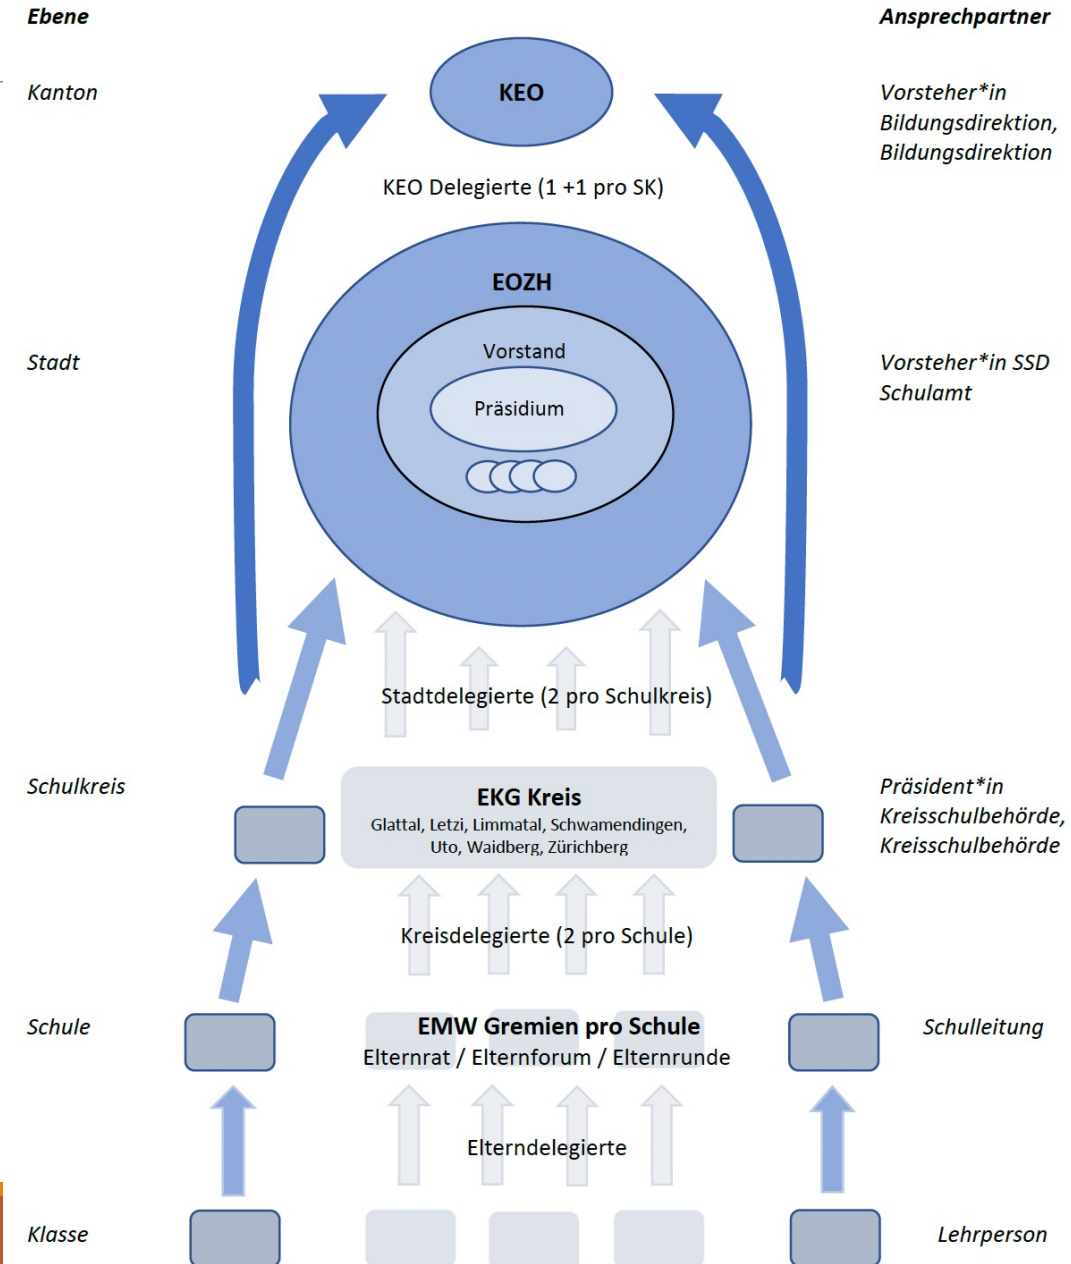 Ebene
Ansprechpartner
KEO
Kanton
Vorsteher*in
Bildungsdirektion,
Bildungsdirektion
KEO Delegierte (1 +1 pro SK)
EOZH
Vorstand
Stadt
Vorsteher*in SSD
Schulamt
Präsidium
Stadtdelegierte (2 pro Schulkreis)
Schulkreis
EKG Kreis
Glattal, Letzi, Limmatal, Schwamendingen,
Uto, Waidberg, Zürichberg
Präsident*in
Kreisschulbehörde,
Kreisschulbehörde
Kreisdelegierte (2 pro Schule)
Schule
EMW Gremien pro Schule
Elternrat / Elternforum / Elternrunde
Schulleitung
Elterndelegierte
Klasse
Lehrperson